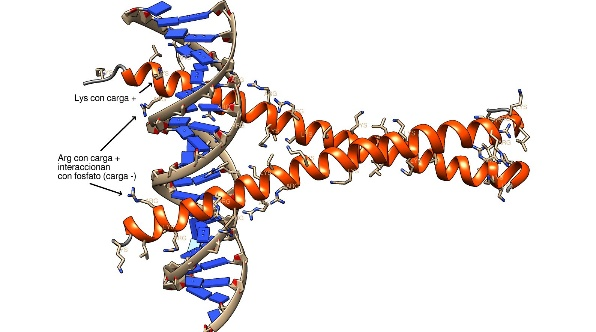 Lys con carga +
Arg con carga +
interaccionan
con fosfato (carga -)